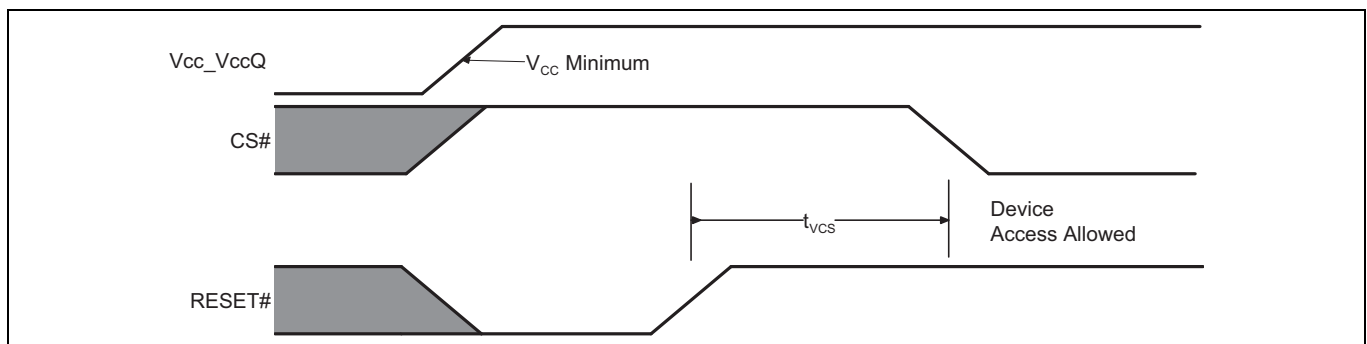 Vcc_VccQ
VCC Minimum
CS#
tVCS
Device
Access Allowed
RESET#